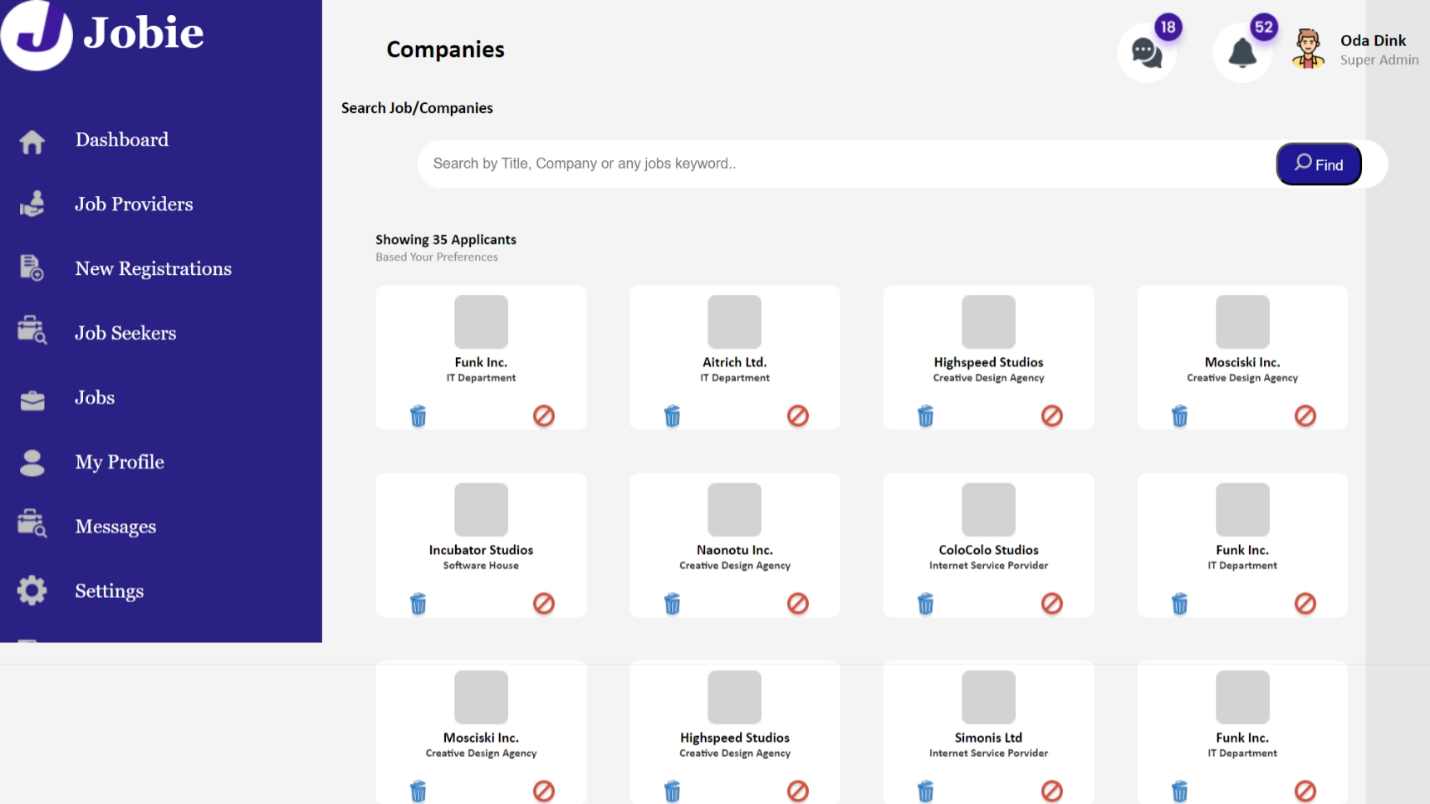 Jobie
Dashboard
Job Providers
New Registrations
Job Seekers
Jobs
My Profile
Messages
Settings
Companies
18
52
Oda Dink
Super Admin
Search Job/Companies
Search by Title, Company or any jobs keyword..
Find
Showing 35 Applicants
Based Your Preferences
Funk Inc.
IT Department
Aitrich Ltd.
IT Department
Highspeed Studios
Creative Design Agency
Mosciski Inc.
Creative Design Agency
Incubator Studios
Software House
Naonotu Inc.
Creative Design Agency
ColoColo Studios
Internet Service Porvider
Funk Inc.
IT Department
Mosciski Inc.
Creative Design Agency
Highspeed Studios
Creative Design Agency
Simonis Ltd
Internet Service Porvider
Funk Inc.
IT Department